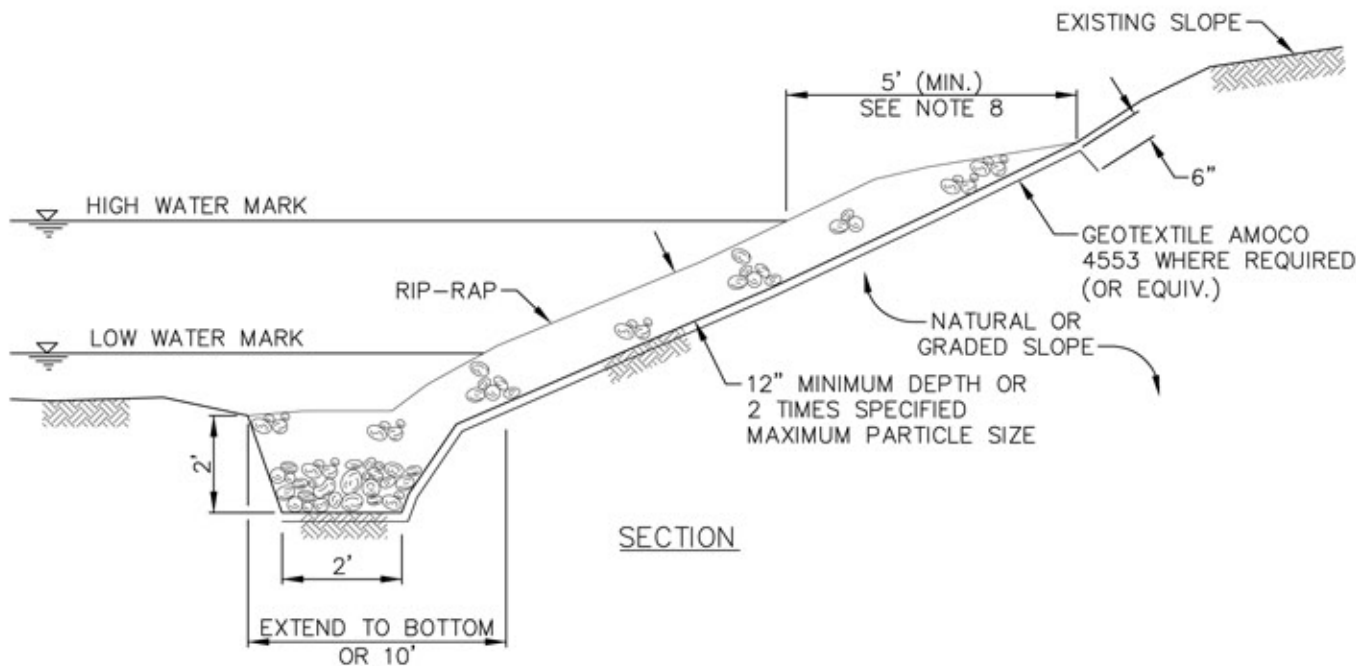 EXISTING SLOPE
5' (MIN.)
SEE NOTE 8
6"
HIGH WATER MARK
GEOTEXTILE AMOCO
4553 WHERE REQUIRED
(OR EQUIV.)
RIP-RAP
NATURAL OR
GRADED SLOPE
LOW WATER MARK
12" MINIMUM DEPTH OR
2 TIMES SPECIFIED
MAXIMUM PARTICLE SIZE
2'
SECTION
2'
EXTEND TO BOTTOM
OR 10'